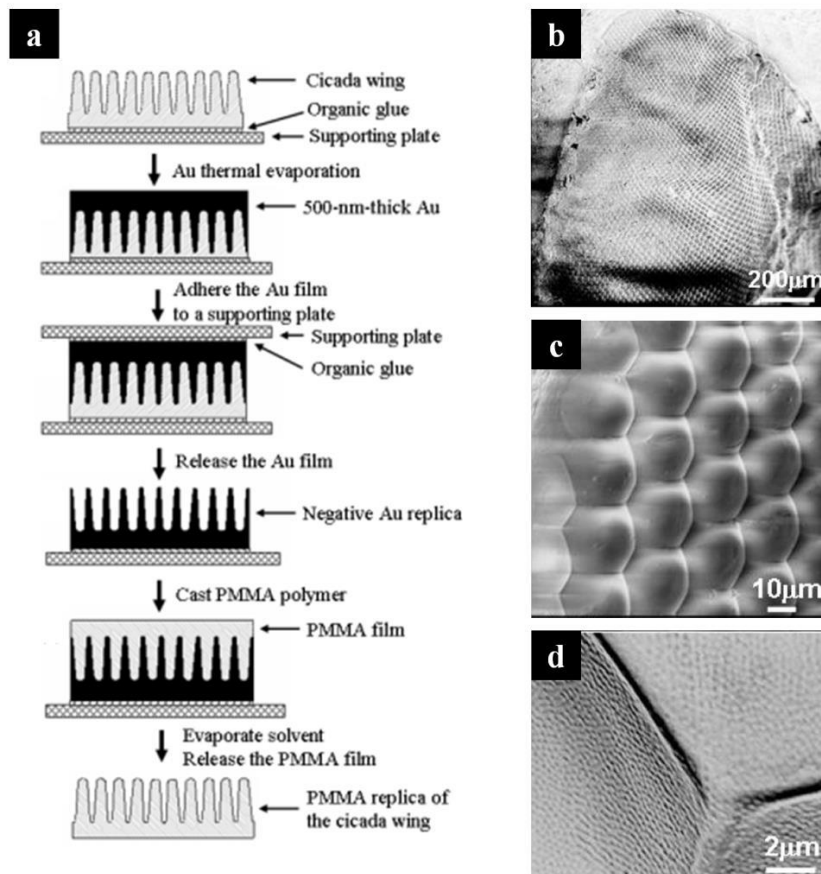 a
Cicada wing
Organic glue
Supporting plate
Au thermal evaporation
500-nm-thick Au
Adhere the Au film
to a supporting plate
Supporting plate
Organic glue
Release the Au film
Negative Au replica
Cast PMMA polymer
PMMA film
Evaporate solvent
Release the PMMA film
PMMA replica of
the cicada wing
b
200μm
c
10μm
d
2μm